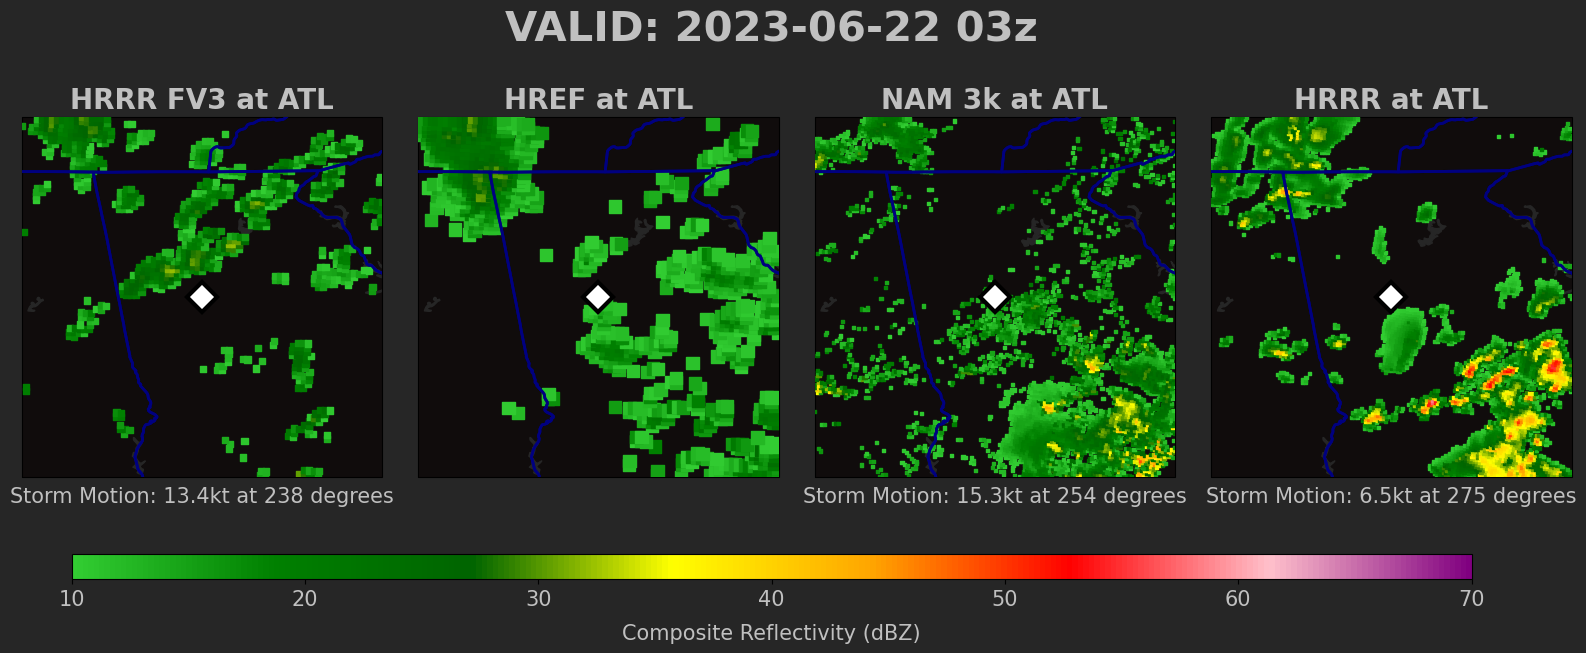 VALID: 2023-06-22 03z
HRRR FV3 at ATL
HREF at ATL
NAM 3k at ATL
HRRR at ATL
Storm Motion: 13.4kt at 238 degrees
Storm Motion: 15.3kt at 254 degrees
Storm Motion: 6.5kt at 275 degrees
10 20 30 40 50 60 70
Composite Reflectivity (dBZ)